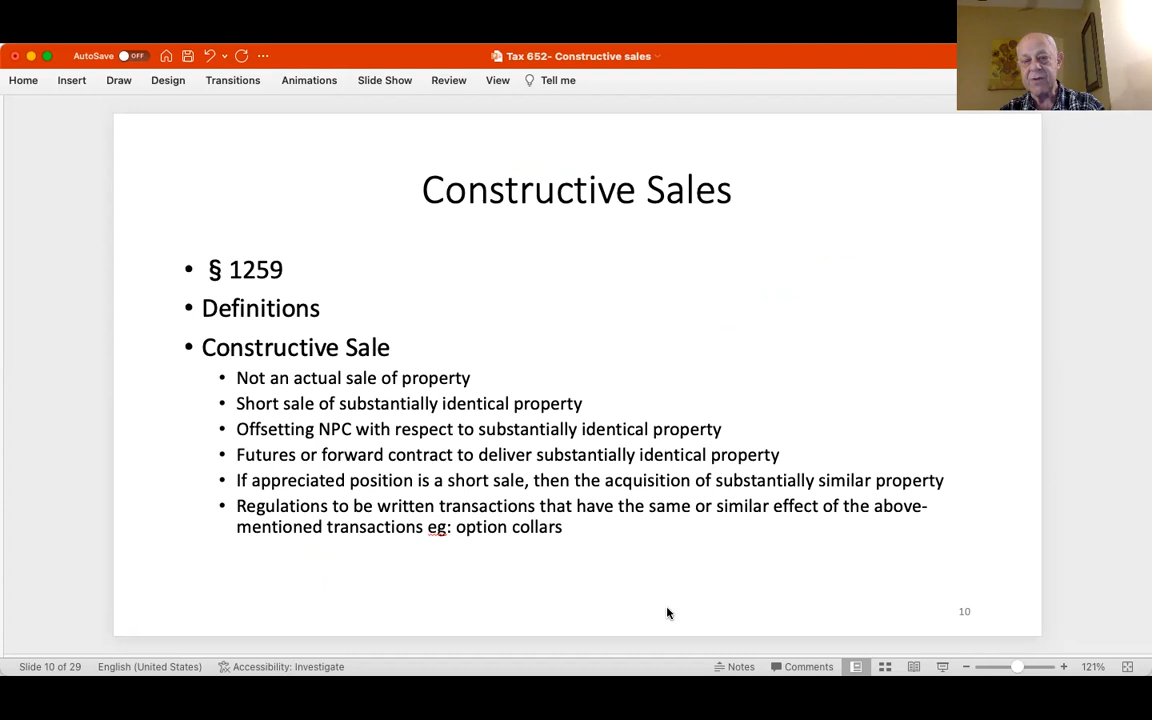 AutoSave OFF
Tax 652- Constructive sales
Home Insert Draw Design Transitions Animations Slide Show Review View Tell me
Constructive Sales
• § 1259
• Definitions
• Constructive Sale
• Not an actual sale of property
• Short sale of substantially identical property
• Offsetting NPC with respect to substantially identical property
• Futures or forward contract to deliver substantially identical property
• If appreciated position is a short sale, then the acquisition of substantially similar property
• Regulations to be written transactions that have the same or similar effect of the above-
mentioned transactions eg: option collars
10
Slide 10 of 29 English (United States) Accessibility: Investigate Notes Comments 121%